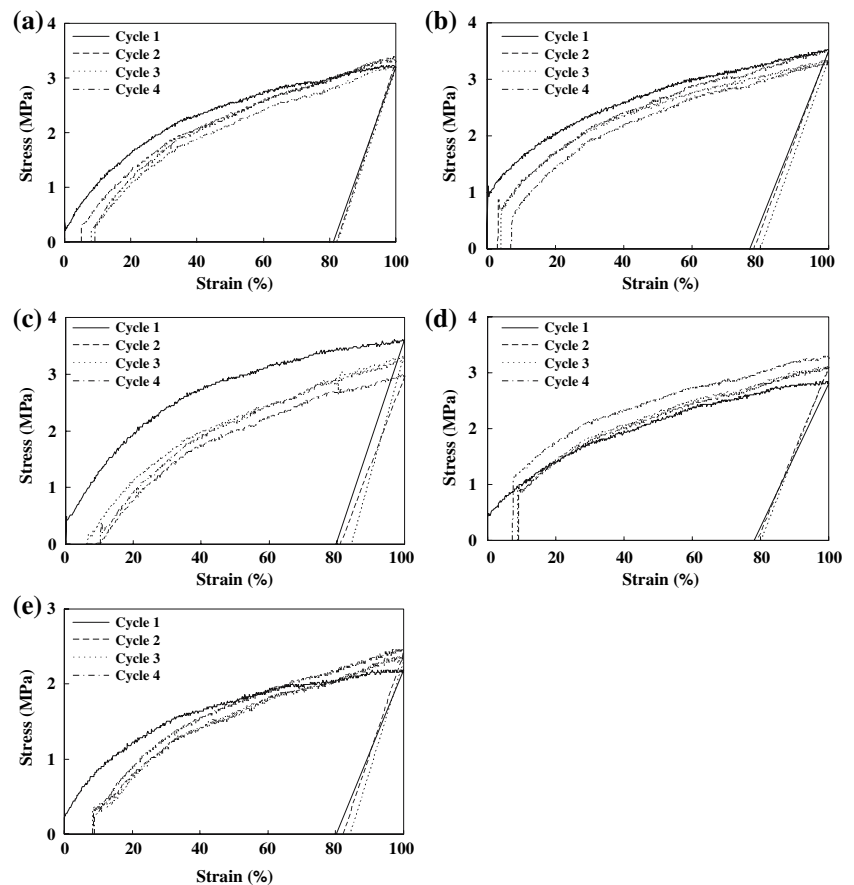 (a)
4
3
2
1
0
Stress (MPa)
Cycle 1
Cycle 2
Cycle 3
Cycle 4
0 20 40 60 80 100
Strain (%)
(b)
4
3
2
1
0
Stress (MPa)
Cycle 1
Cycle 2
Cycle 3
Cycle 4
0 20 40 60 80 100
Strain (%)
(c)
4
3
2
1
0
Stress (MPa)
Cycle 1
Cycle 2
Cycle 3
Cycle 4
0 20 40 60 80 100
Strain (%)
(d)
4
3
2
1
0
Stress (MPa)
Cycle 1
Cycle 2
Cycle 3
Cycle 4
0 20 40 60 80 100
Strain (%)
(e)
3
2
1
0
Stress (MPa)
Cycle 1
Cycle 2
Cycle 3
Cycle 4
0 20 40 60 80 100
Strain (%)